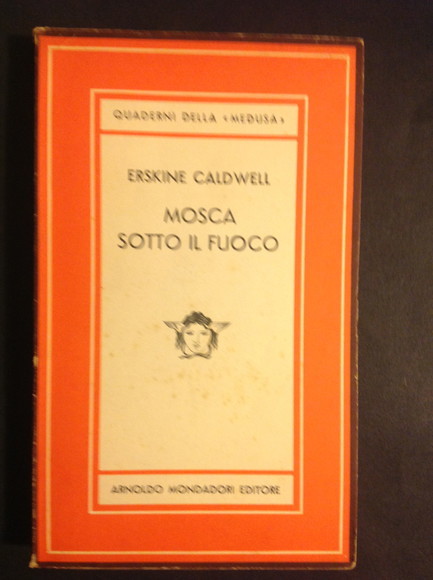 QUADERNI DELLA «MEDUSA»
ERSKINE CALDWELL
MOSCA
SOTTO IL FUOCO
ARNOLDO MONDADORI EDITORE